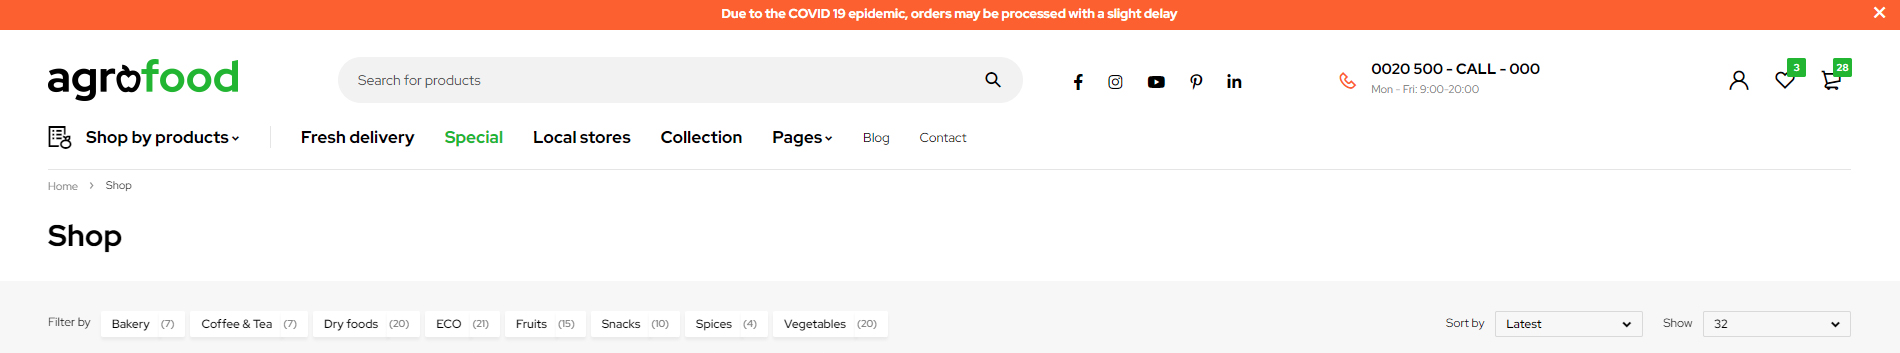 Due to the COVID 19 epidemic, orders may be processed with a slight delay
agrofood
Search for products
0020 500 - CALL - 000
Mon - Fri: 9:00-20:00
3
28
Shop by products
Fresh delivery
Special
Local stores
Collection
Pages
Blog
Contact
Home > Shop
Shop
Filter by
Bakery (7)
Coffee & Tea (7)
Dry foods (20)
ECO (21)
Fruits (15)
Snacks (10)
Spices (4)
Vegetables (20)
Sort by
Latest
Show
32